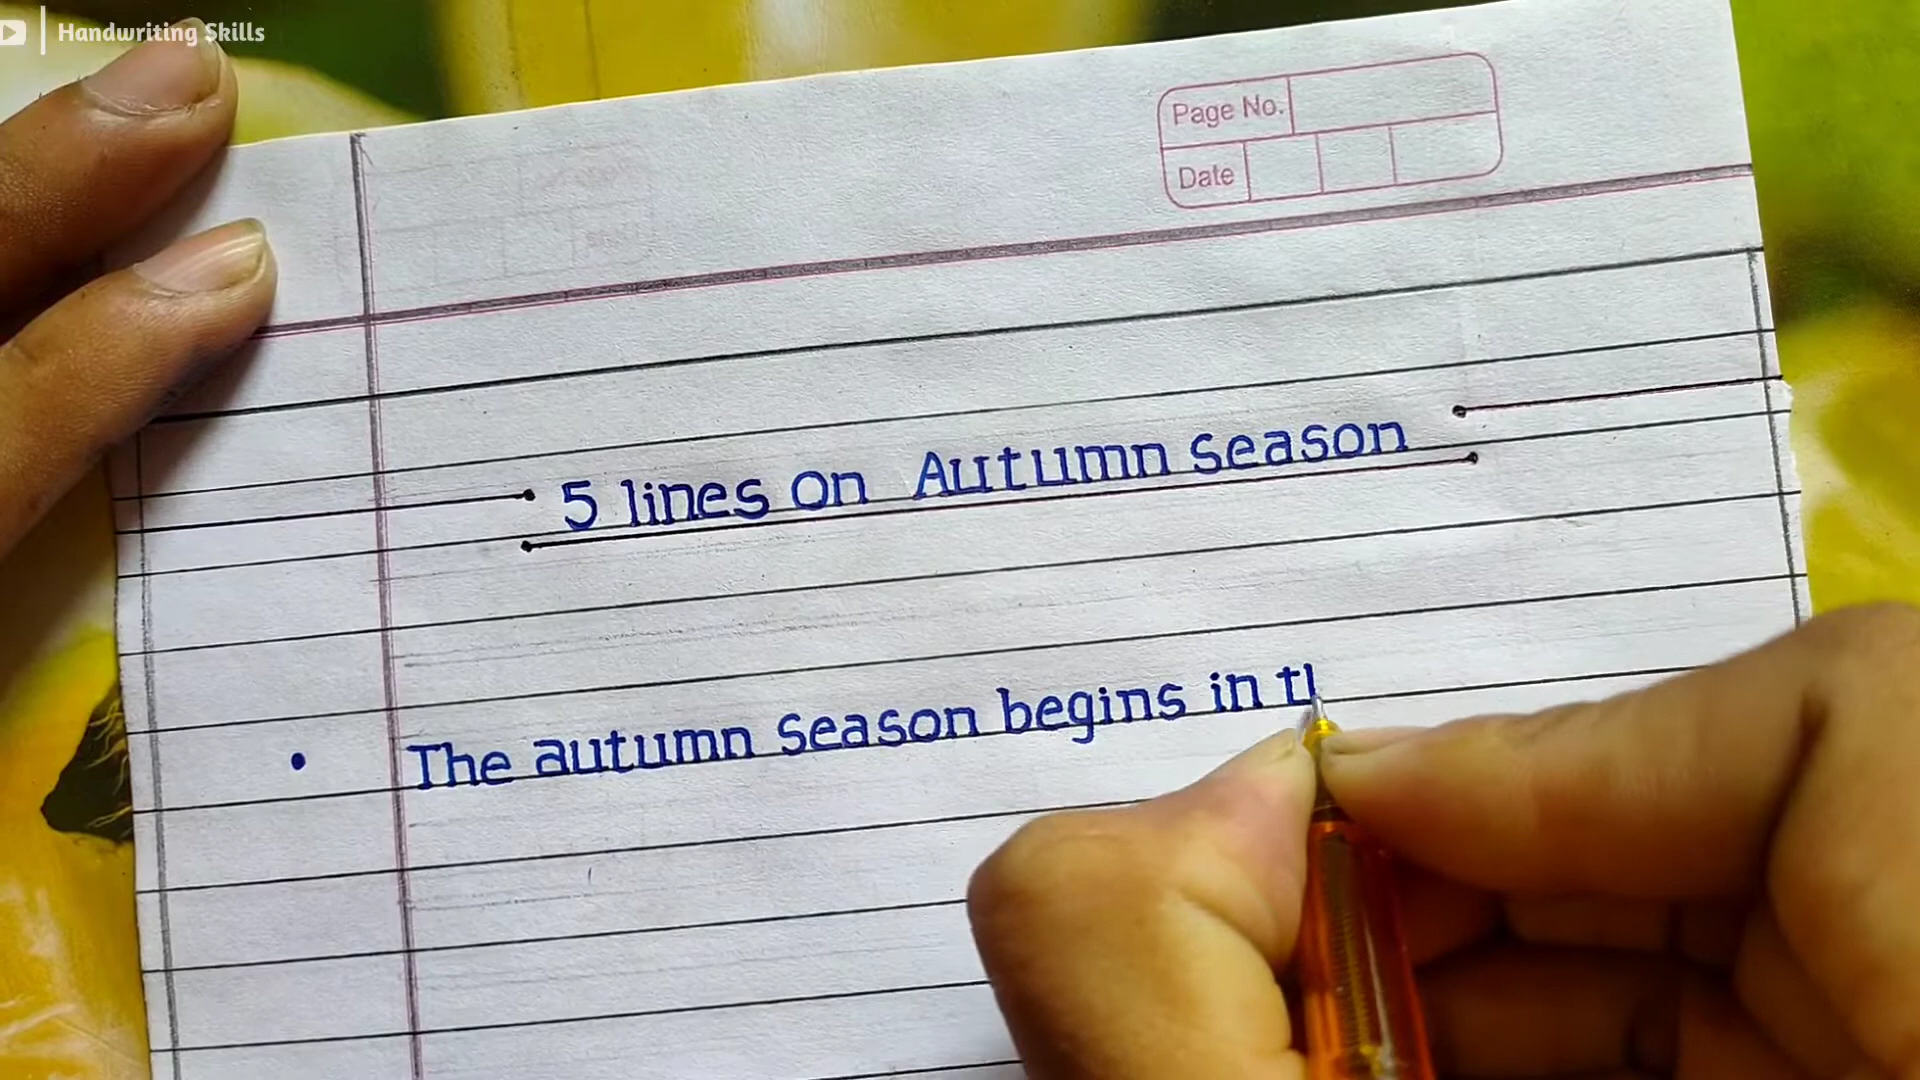 Handwriting Skills
Page No.
Date
5 lines on Autumn season
• The autumn season begins in t